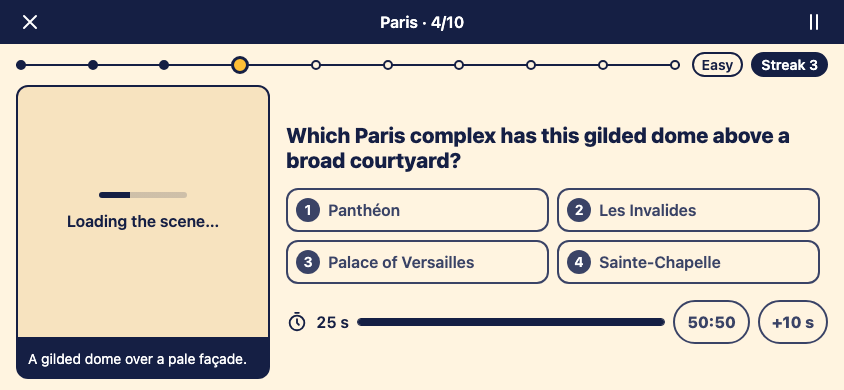 Paris · 4/10
Easy
Streak 3
Loading the scene...
A gilded dome over a pale façade.
Which Paris complex has this gilded dome above a
broad courtyard?
1 Panthéon
2 Les Invalides
3 Palace of Versailles
4 Sainte-Chapelle
25 s
50:50
+10 s